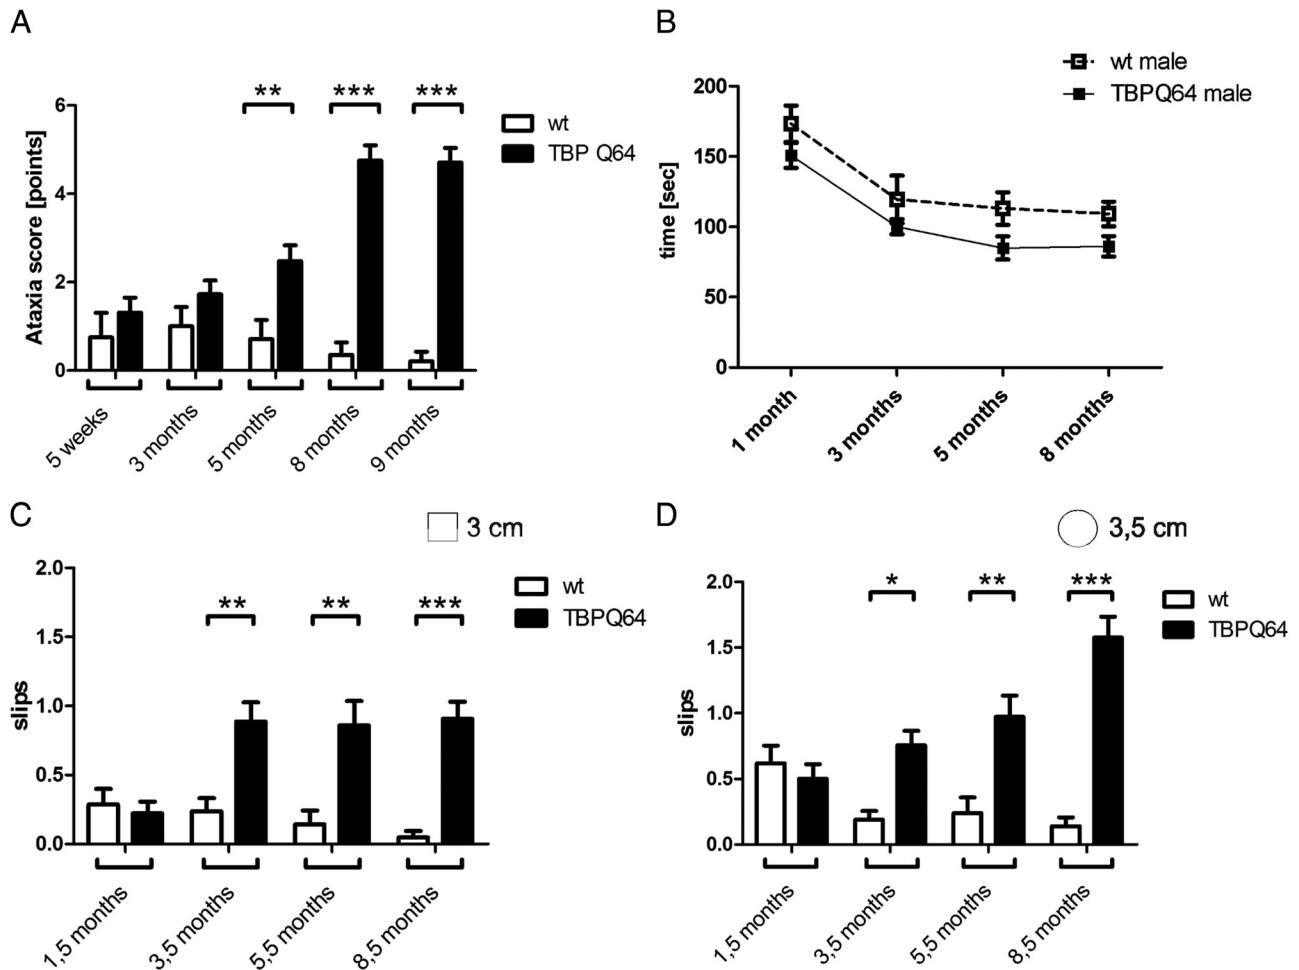 A
** *** ***
6
4
2
0
Ataxia score [points]
wt
TBP Q64
5 weeks
3 months
5 months
8 months
9 months
B
wt male
TBPQ64 male
200
150
100
50
0
time [sec]
1 month
3 months
5 months
8 months
C
3 cm
wt
TBPQ64
** ** ***
2.0
1.5
1.0
0.5
0.0
slips
1,5 months
3,5 months
5,5 months
8,5 months
D
3,5 cm
wt
TBPQ64
* ** ***
2.0
1.5
1.0
0.5
0.0
slips
1,5 months
3,5 months
5,5 months
8,5 months